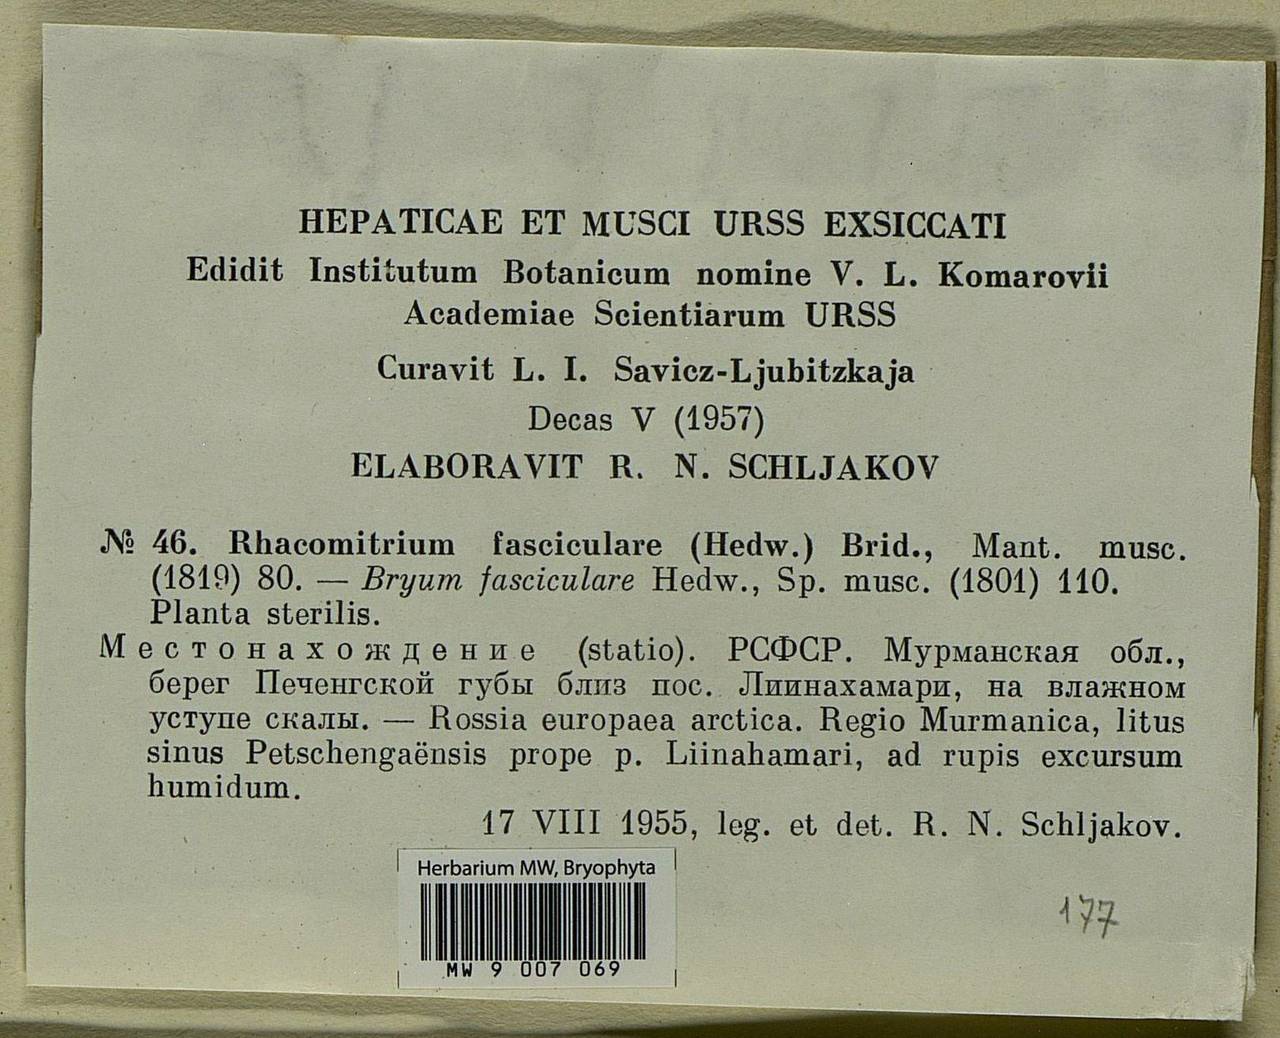 HEPATICAE ET MUSCI URSS EXSICCATI
Edidit Institutum Botanicum nomine V. L. Komarovii
Academiae Scientiarum URSS
Curavit L. I. Savicz-Ljubitzkaja
Decas V (1957)
ELABORAVIT R. N. SCHLJAKOV
№ 46. Rhacomitrium fasciculare (Hedw.) Brid., Mant. musc.
(1819) 80. — Bryum fasciculare Hedw., Sp. musc. (1801) 110.
Planta sterilis.
Местонахождение (statio). РСФСР. Мурманская обл.,
берег Печенгской губы близ пос. Лиинахамари, на влажном
уступе скалы. — Rossia europaea arctica. Regio Murmanica, litus
sinus Petschengaënsis prope p. Liinahamari, ad rupis excursum
humidum.
17 VIII 1955, leg. et det. R. N. Schljakov.
Herbarium MW, Bryophyta
MW 9 007 069
177